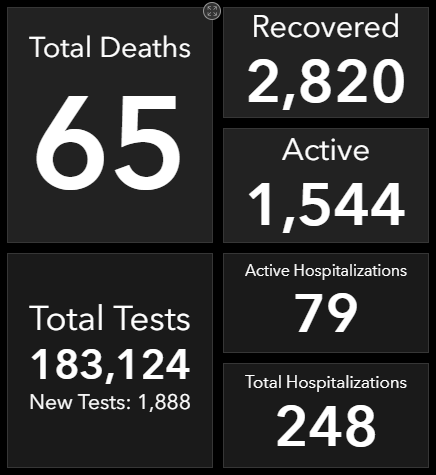 Total Deaths
65
Recovered
2,820
Active
1,544
Total Tests
183,124
New Tests: 1,888
Active Hospitalizations
79
Total Hospitalizations
248